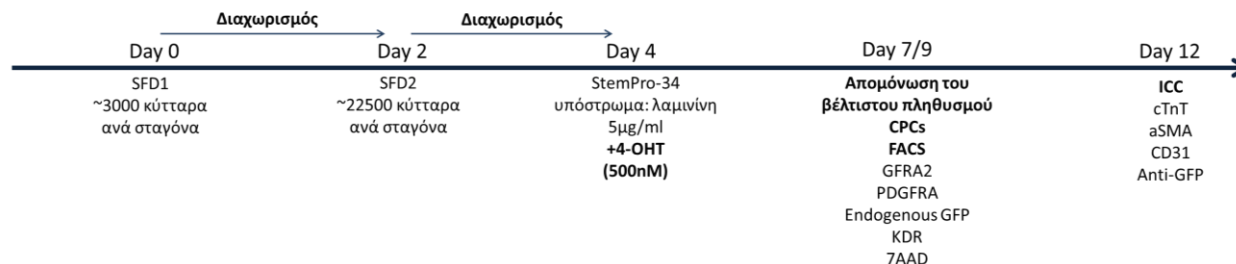 Διαχωρισμός
Διαχωρισμός
Day 0
Day 2
Day 4
Day 7/9
Day 12
SFD1
~3000 κύτταρα
ανά σταγόνα
SFD2
~22500 κύτταρα
ανά σταγόνα
StemPro-34
υπόστρωμα: λαμινίνη
5μg/ml
+4-OHT
(500nM)
Απομόνωση του
βέλτιστου πληθυσμού
CPCs
FACS
GFRA2
PDGFRA
Endogenous GFP
KDR
7AAD
ICC
cTnT
aSMA
CD31
Anti-GFP